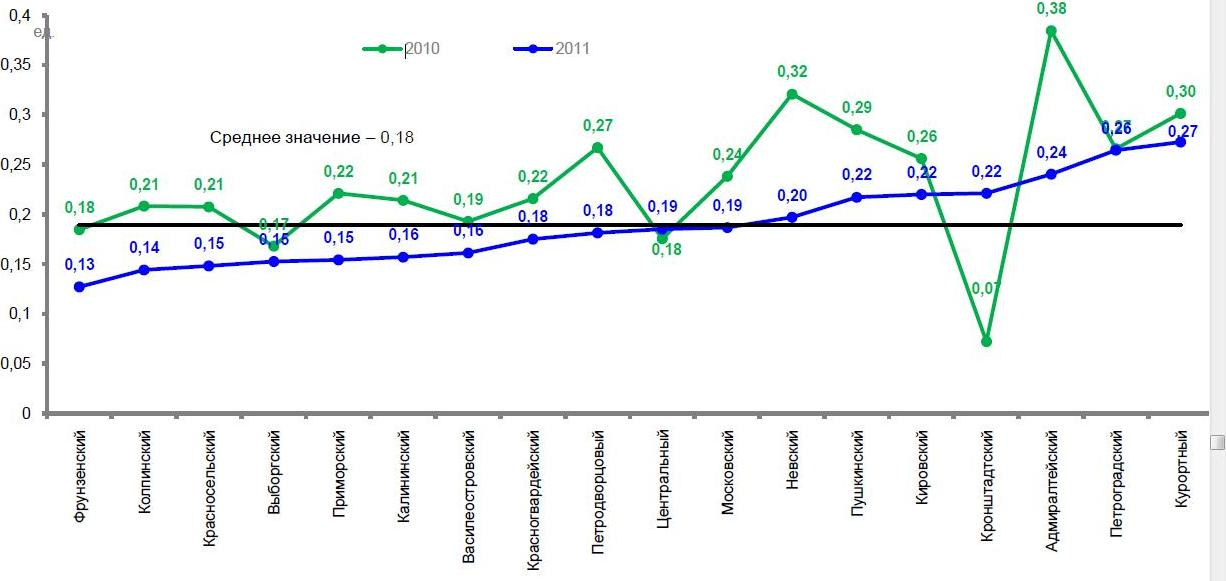 0,4
ед.
0,35
0,3
0,25
0,2
0,15
0,1
0,05
0
2010
2011
Среднее значение – 0,18
0,18 0,21 0,21 0,17 0,22 0,21 0,19 0,22 0,27 0,18 0,24 0,32 0,29 0,26 0,07 0,38 0,27 0,30
0,13 0,14 0,15 0,15 0,15 0,16 0,16 0,18 0,18 0,19 0,19 0,20 0,22 0,22 0,22 0,24 0,26 0,27
Фрунзенский
Колпинский
Красносельский
Выборгский
Приморский
Калининский
Василеостровский
Красногвардейский
Петродворцовый
Центральный
Московский
Невский
Пушкинский
Кировский
Кронштадтский
Адмиралтейский
Петроградский
Курортный